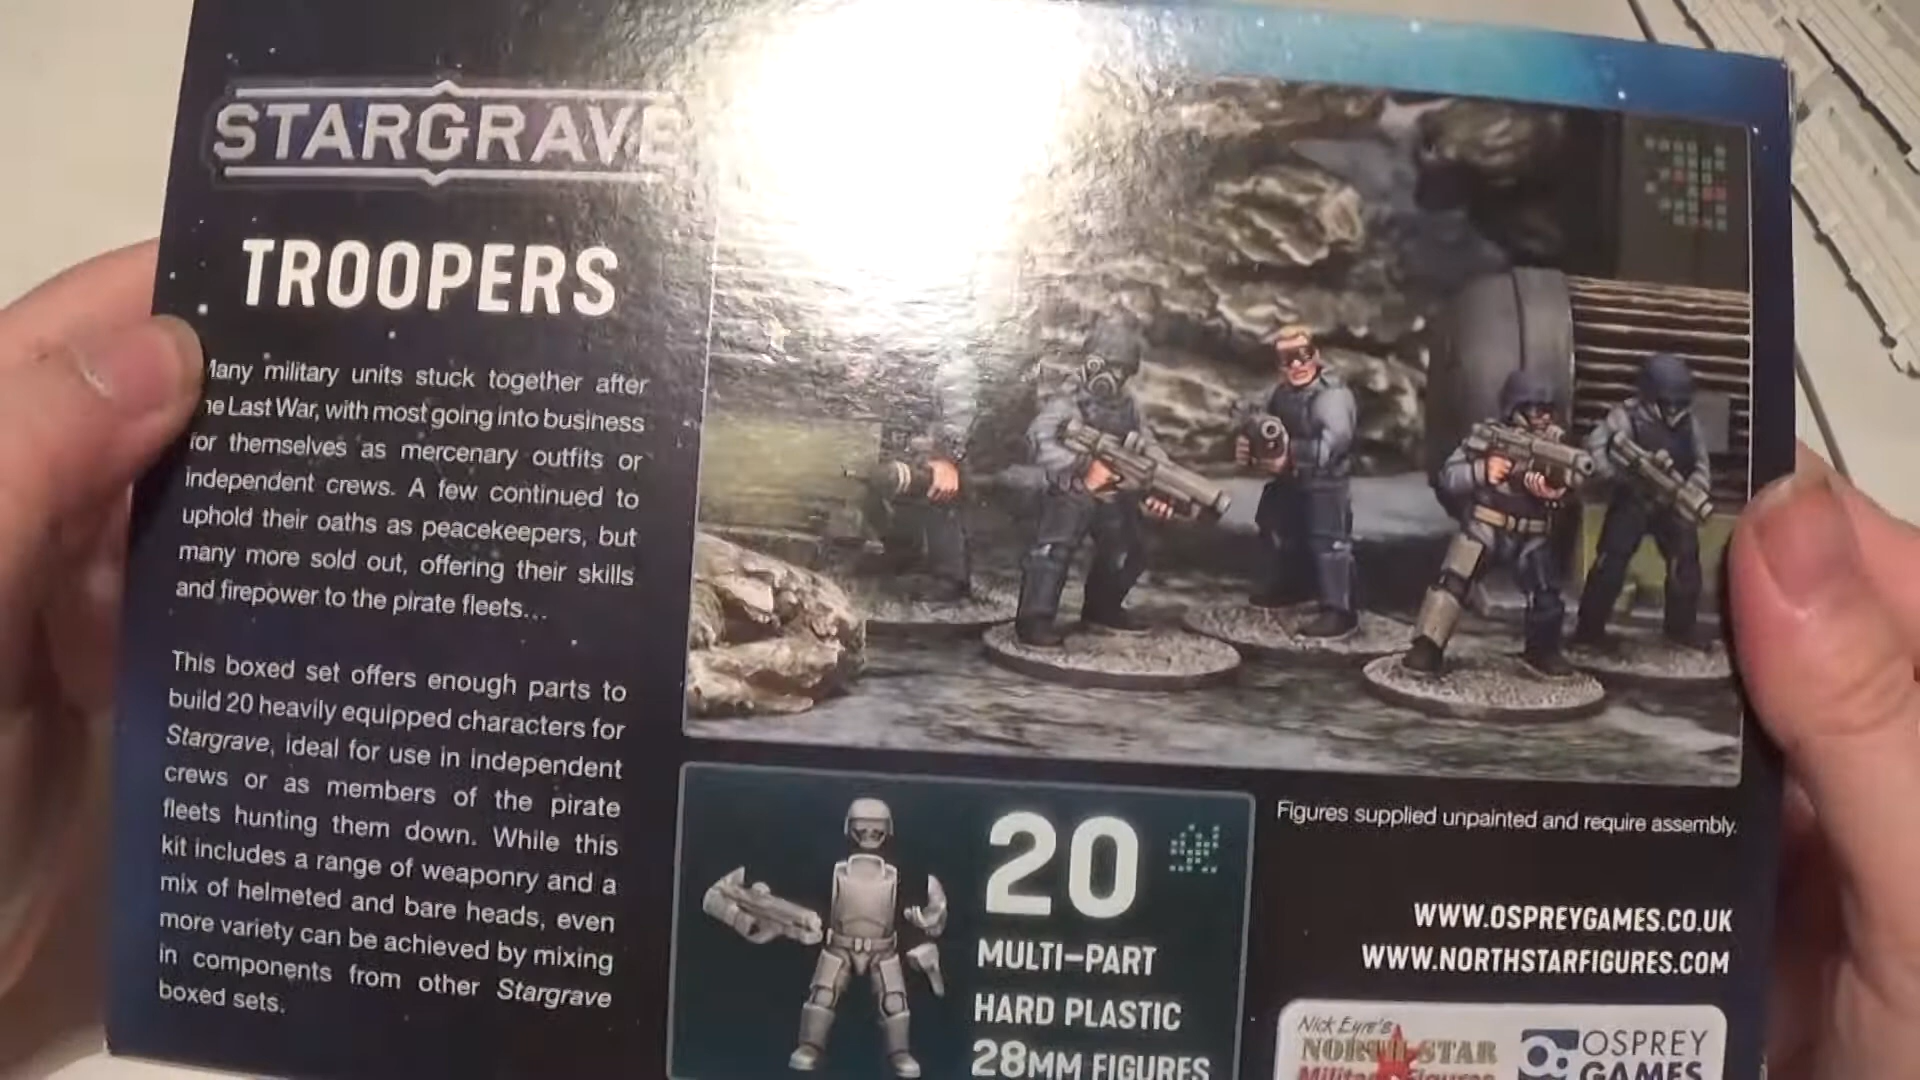 STARGRAVE
TROOPERS
Many military units stuck together after
the Last War, with most going into business
for themselves as mercenary outfits or
independent crews. A few continued to
uphold their oaths as peacekeepers, but
many more sold out, offering their skills
and firepower to the pirate fleets...
This boxed set offers enough parts to
build 20 heavily equipped characters for
Stargrave, ideal for use in independent
crews or as members of the pirate
fleets hunting them down. While this
kit includes a range of weaponry and a
mix of helmeted and bare heads, even
more variety can be achieved by mixing
in components from other Stargrave
boxed sets.
20
MULTI-PART
HARD PLASTIC
28MM FIGURES
Figures supplied unpainted and require assembly.
WWW.OSPREYGAMES.CO.UK
WWW.NORTHSTARFIGURES.COM
Nick Eyre's
NORTH STAR
Military Figures
OSPREY
GAMES